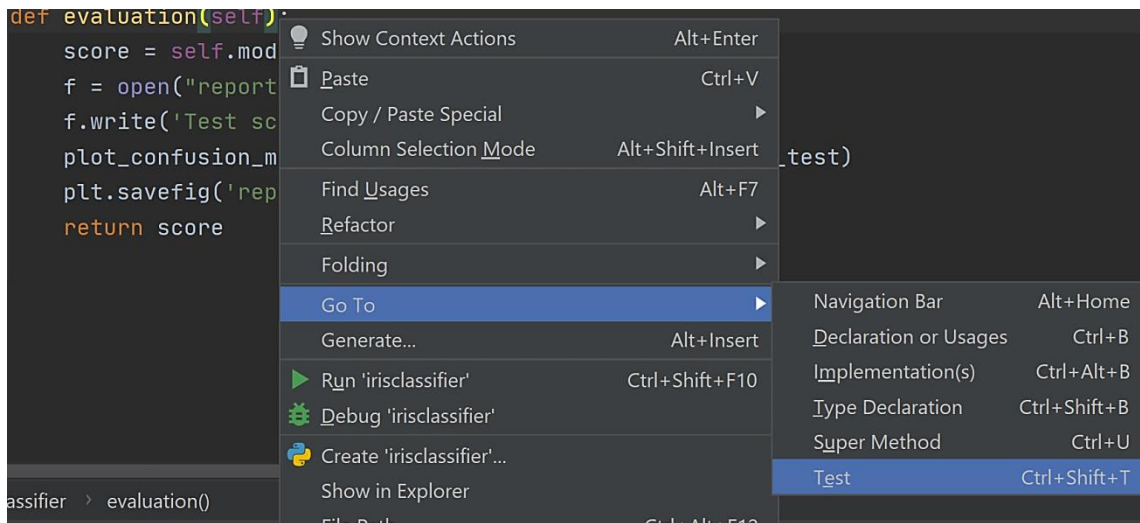 def evaluation(self):
score = self.mod
f = open("report
f.write('Test sc
plot_confusion_m
_test)
plt.savefig('rep
return score
Show Context Actions Alt+Enter
Paste Ctrl+V
Copy / Paste Special
Column Selection Mode Alt+Shift+Insert
Find Usages Alt+F7
Refactor
Folding
Go To
Generate... Alt+Insert
Run 'irisclassifier' Ctrl+Shift+F10
Debug 'irisclassifier'
Create 'irisclassifier'...
Show in Explorer
Navigation Bar Alt+Home
Declaration or Usages Ctrl+B
Implementation(s) Ctrl+Alt+B
Type Declaration Ctrl+Shift+B
Super Method Ctrl+U
Test Ctrl+Shift+T
assifier > evaluation()